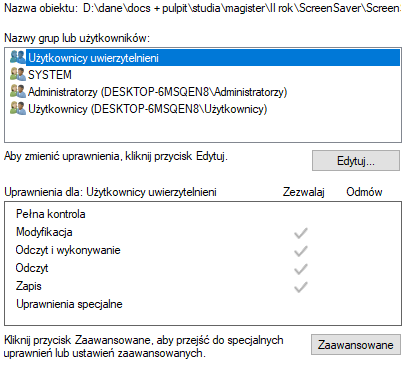 Nazwa obiektu: D:\dane\docs + pulpit\studia\magister\II rok\ScreenSaver\Screen
Nazwy grup lub użytkowników:
Użytkownicy uwierzytelnieni
SYSTEM
Administratorzy (DESKTOP-6MSQEN8\Administratorzy)
Użytkownicy (DESKTOP-6MSQEN8\Użytkownicy)
Aby zmienić uprawnienia, kliknij przycisk Edytuj.
Edytuj...
Uprawnienia dla: Użytkownicy uwierzytelnieni Zezwalaj Odmów
Pełna kontrola
Modyfikacja
Odczyt i wykonywanie
Odczyt
Zapis
Uprawnienia specjalne
Kliknij przycisk Zaawansowane, aby przejść do specjalnych
uprawnień lub ustawień zaawansowanych.
Zaawansowane